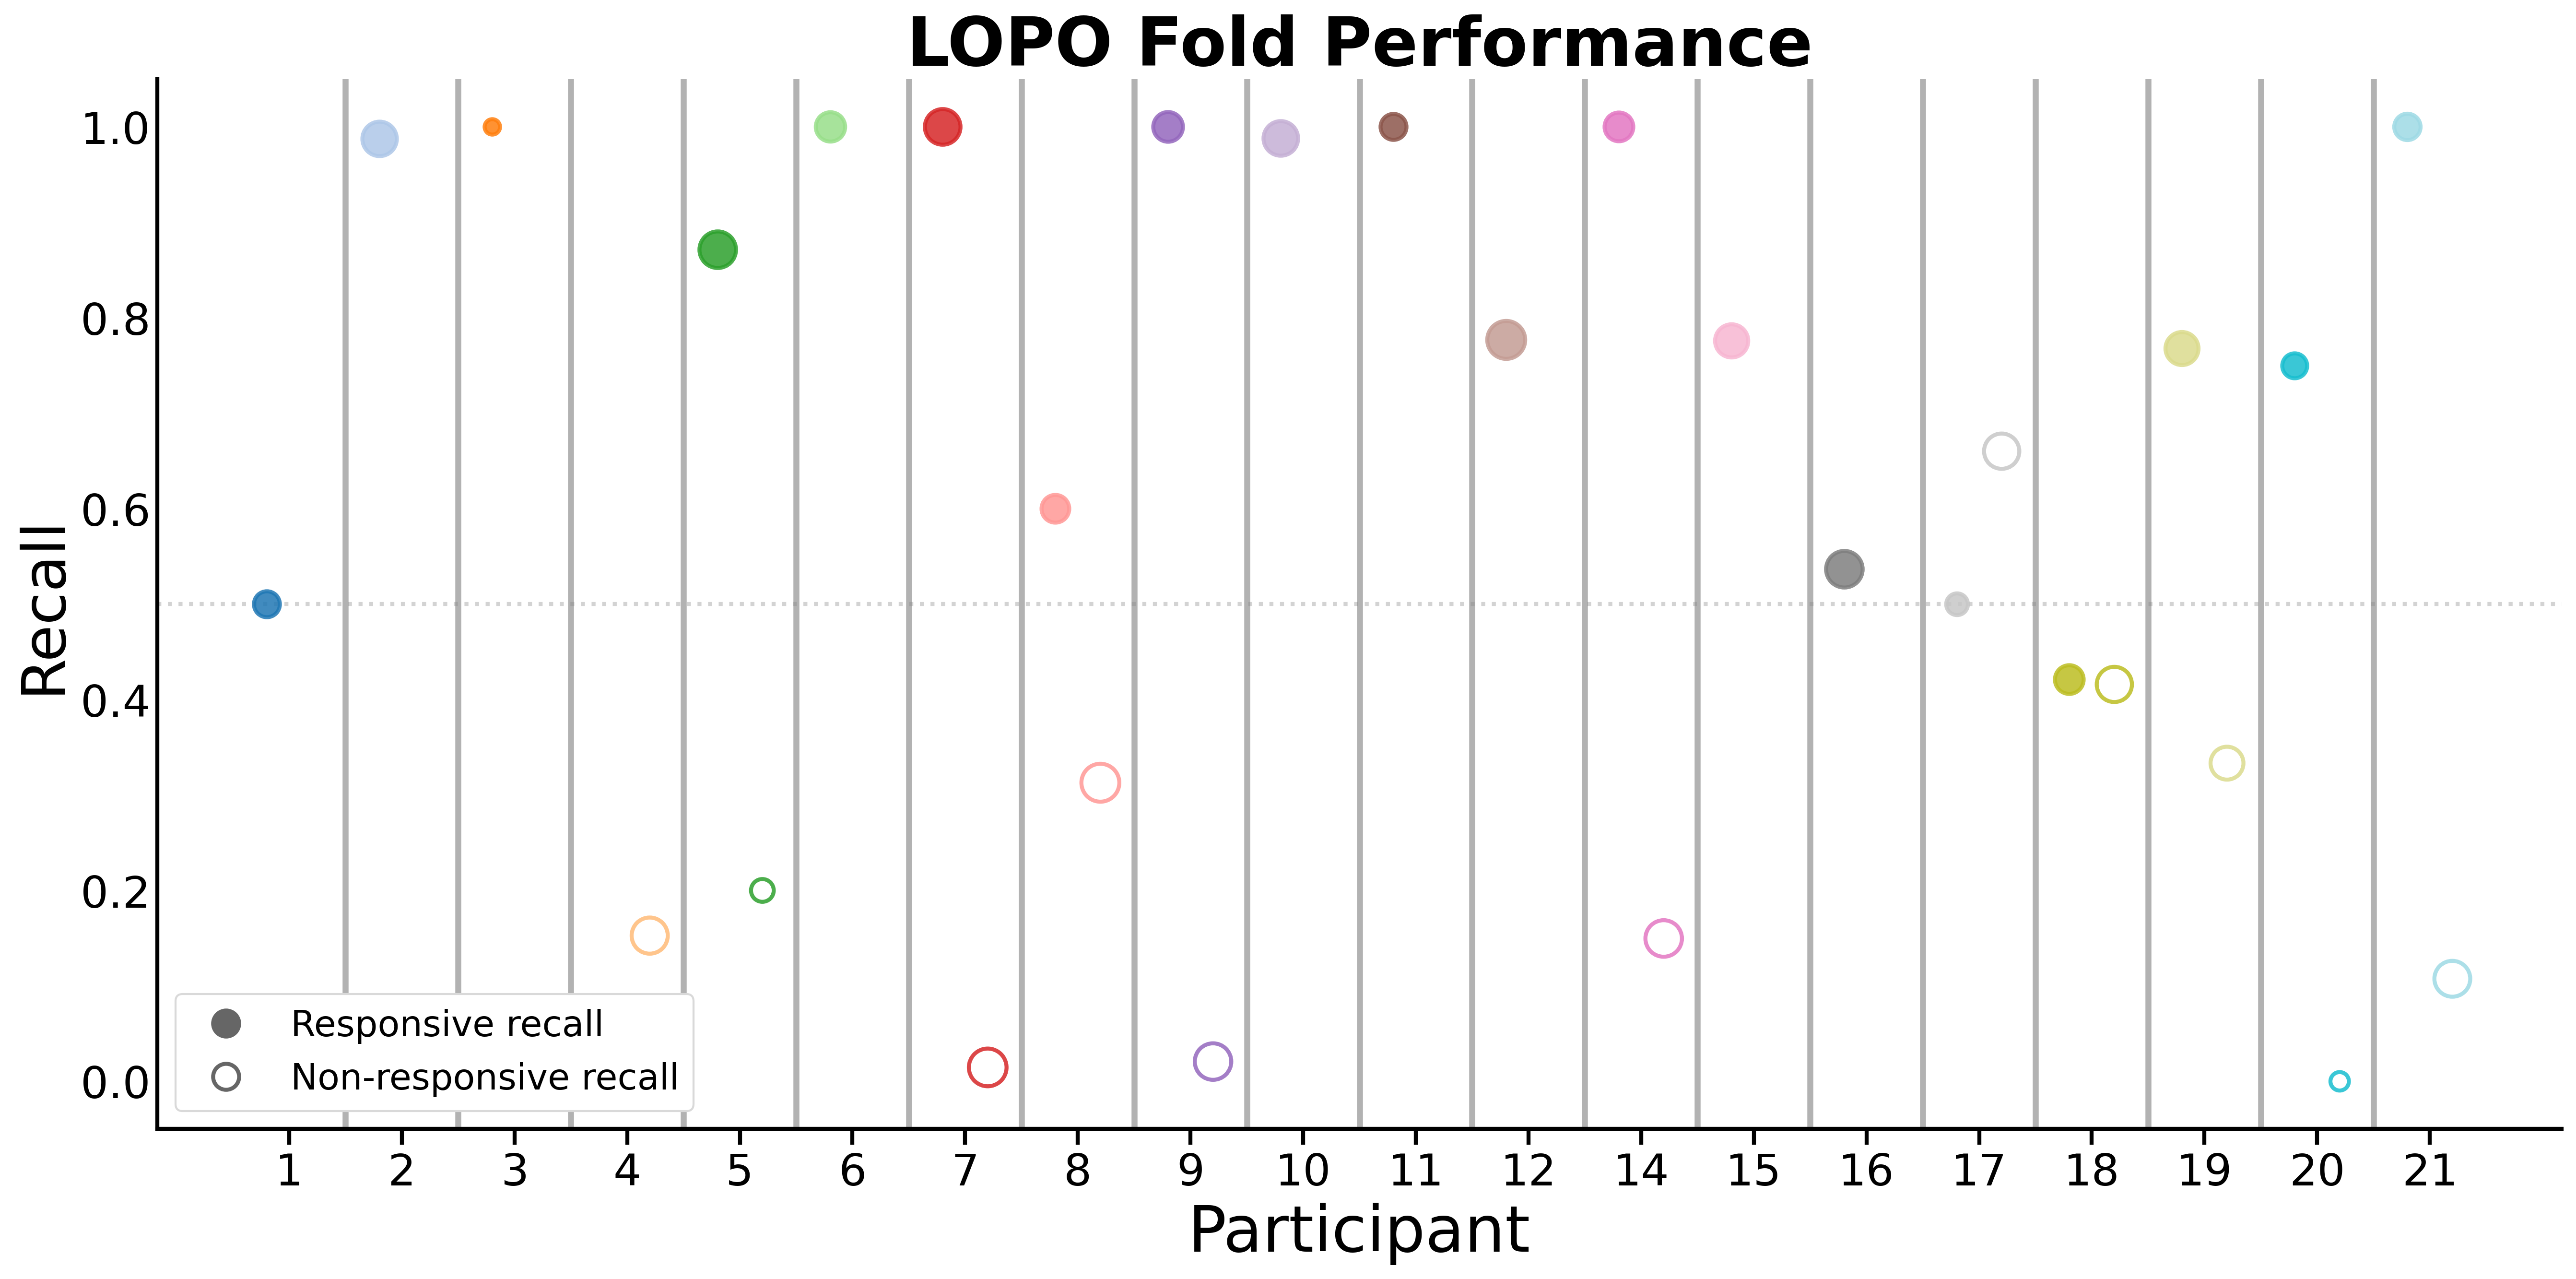 LOPO Fold Performance
1.0
0.8
0.6
0.4
0.2
0.0
Recall
Responsive recall
Non-responsive recall
1 2 3 4 5 6 7 8 9 10 11 12 14 15 16 17 18 19 20 21
Participant